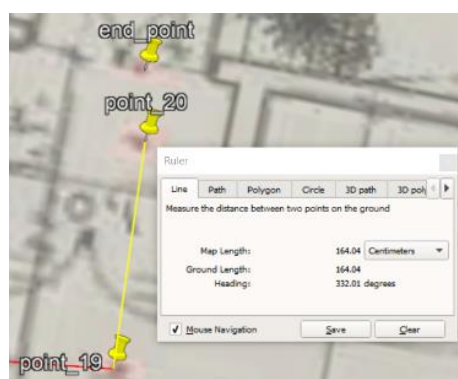 end_point
point_20
Ruler
Line Path Polygon Circle 3D path 3D poly
Measure the distance between two points on the ground
Map Length: 164.04 Centimeters
Ground Length: 164.04
Heading: 332.01 degrees
Mouse Navigation Save Clear
point_19